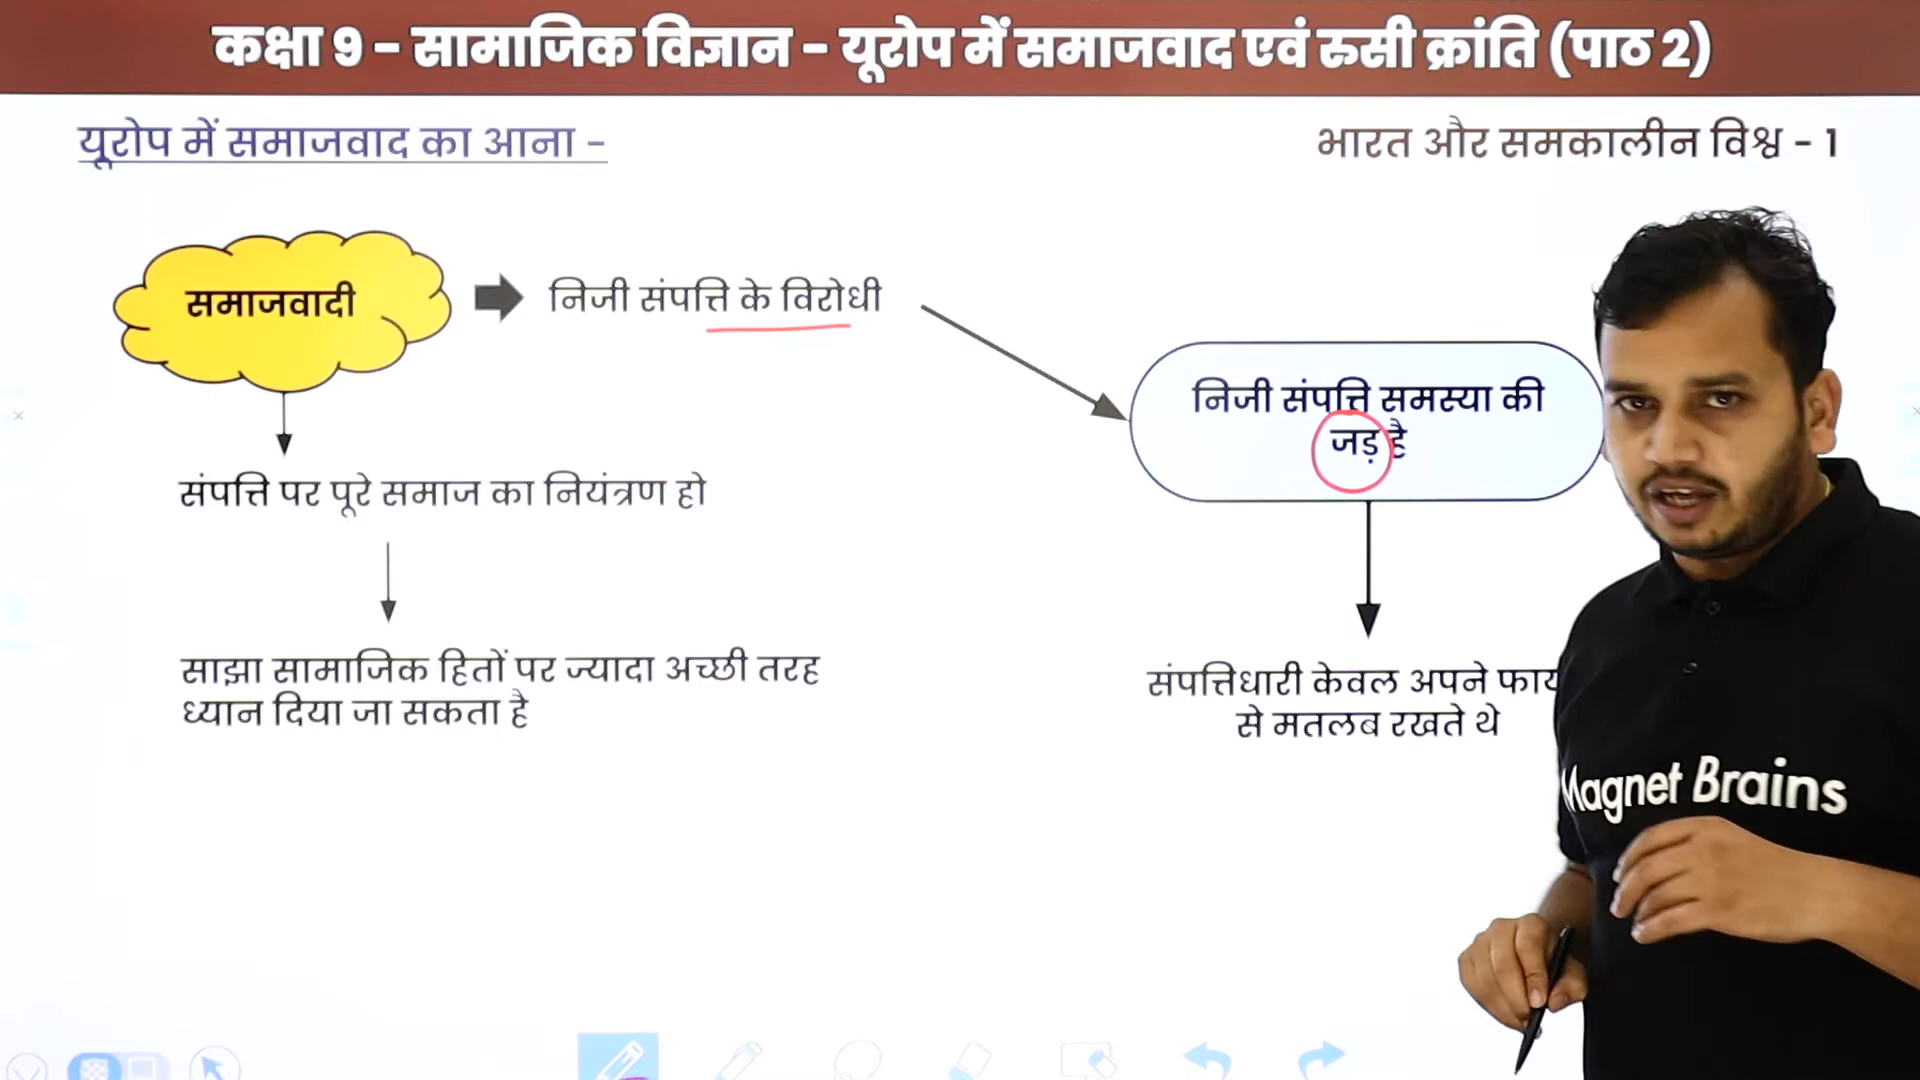 कक्षा 9 – सामाजिक विज्ञान – यूरोप में समाजवाद एवं रुसी क्रांति (पाठ 2)
यूरोप में समाजवाद का आना –
भारत और समकालीन विश्व – 1
समाजवादी
निजी संपत्ति के विरोधी
निजी संपत्ति समस्या की
जड़ है
संपत्ति पर पूरे समाज का नियंत्रण हो
साझा सामाजिक हितों पर ज्यादा अच्छी तरह
ध्यान दिया जा सकता है
संपत्तिधारी केवल अपने
से मतलब रखते थे
Magnet Brains